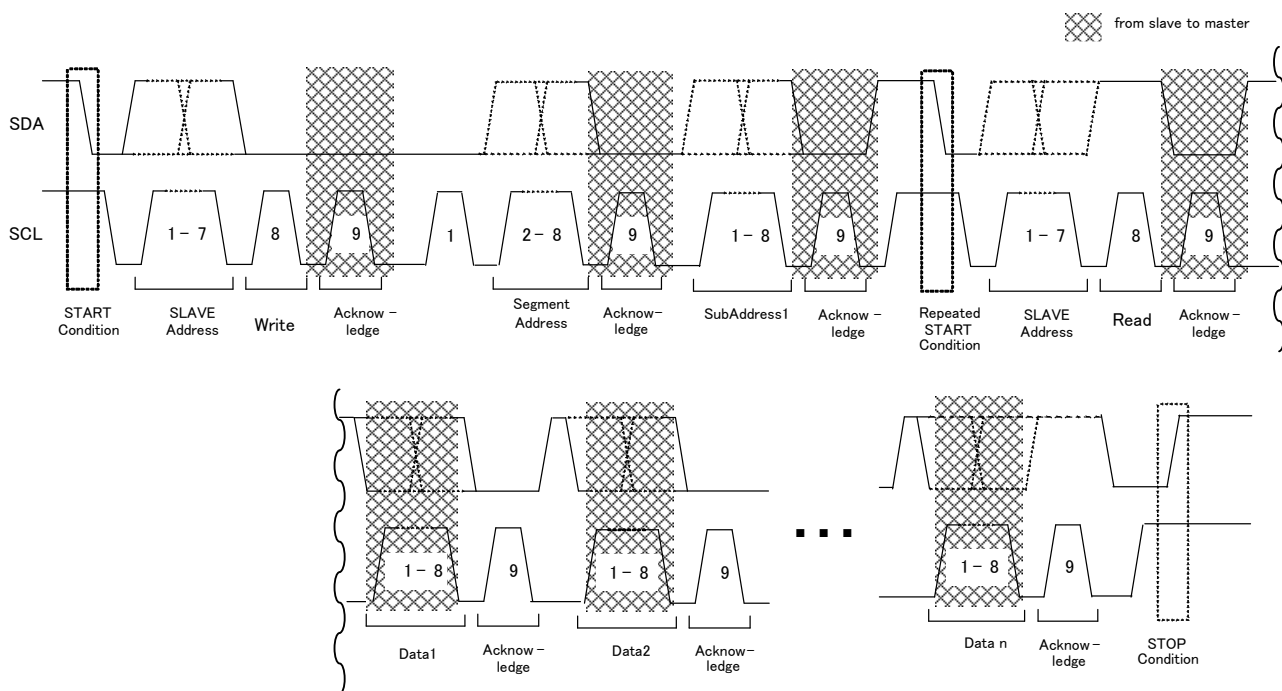 from slave to master
SDA
SCL
1 - 7
8
9
1
2 - 8
9
1 - 8
9
1 - 7
8
9
START
Condition
SLAVE
Address
Write
Acknow -
ledge
Segment
Address
Acknow-
ledge
SubAddress1
Acknow -
ledge
Repeated
START
Condition
SLAVE
Address
Read
Acknow -
ledge
1 - 8
9
1 - 8
9
1 - 8
9
Data1
Acknow -
ledge
Data2
Acknow -
ledge
Data n
Acknow -
ledge
STOP
Condition